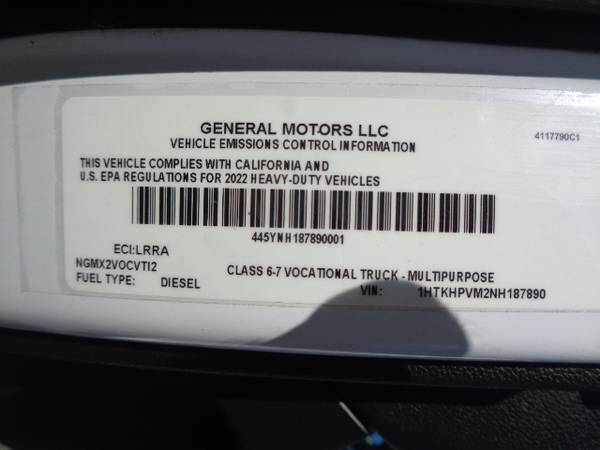 GENERAL MOTORS LLC
4117790C1
VEHICLE EMISSIONS CONTROL INFORMATION
THIS VEHICLE COMPLIES WITH CALIFORNIA AND
U.S. EPA REGULATIONS FOR 2022 HEAVY-DUTY VEHICLES
445YNH187890001
ECI:LRRA
NGMX2VOCVTI2
CLASS 6-7 VOCATIONAL TRUCK - MULTIPURPOSE
FUEL TYPE: DIESEL
VIN: 1HTKHPVM2NH187890